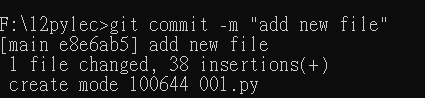 F:\l2pylec>git commit -m "add new file"
[main e8e6ab5] add new file
 1 file changed, 38 insertions(+)
 create mode 100644 001.py